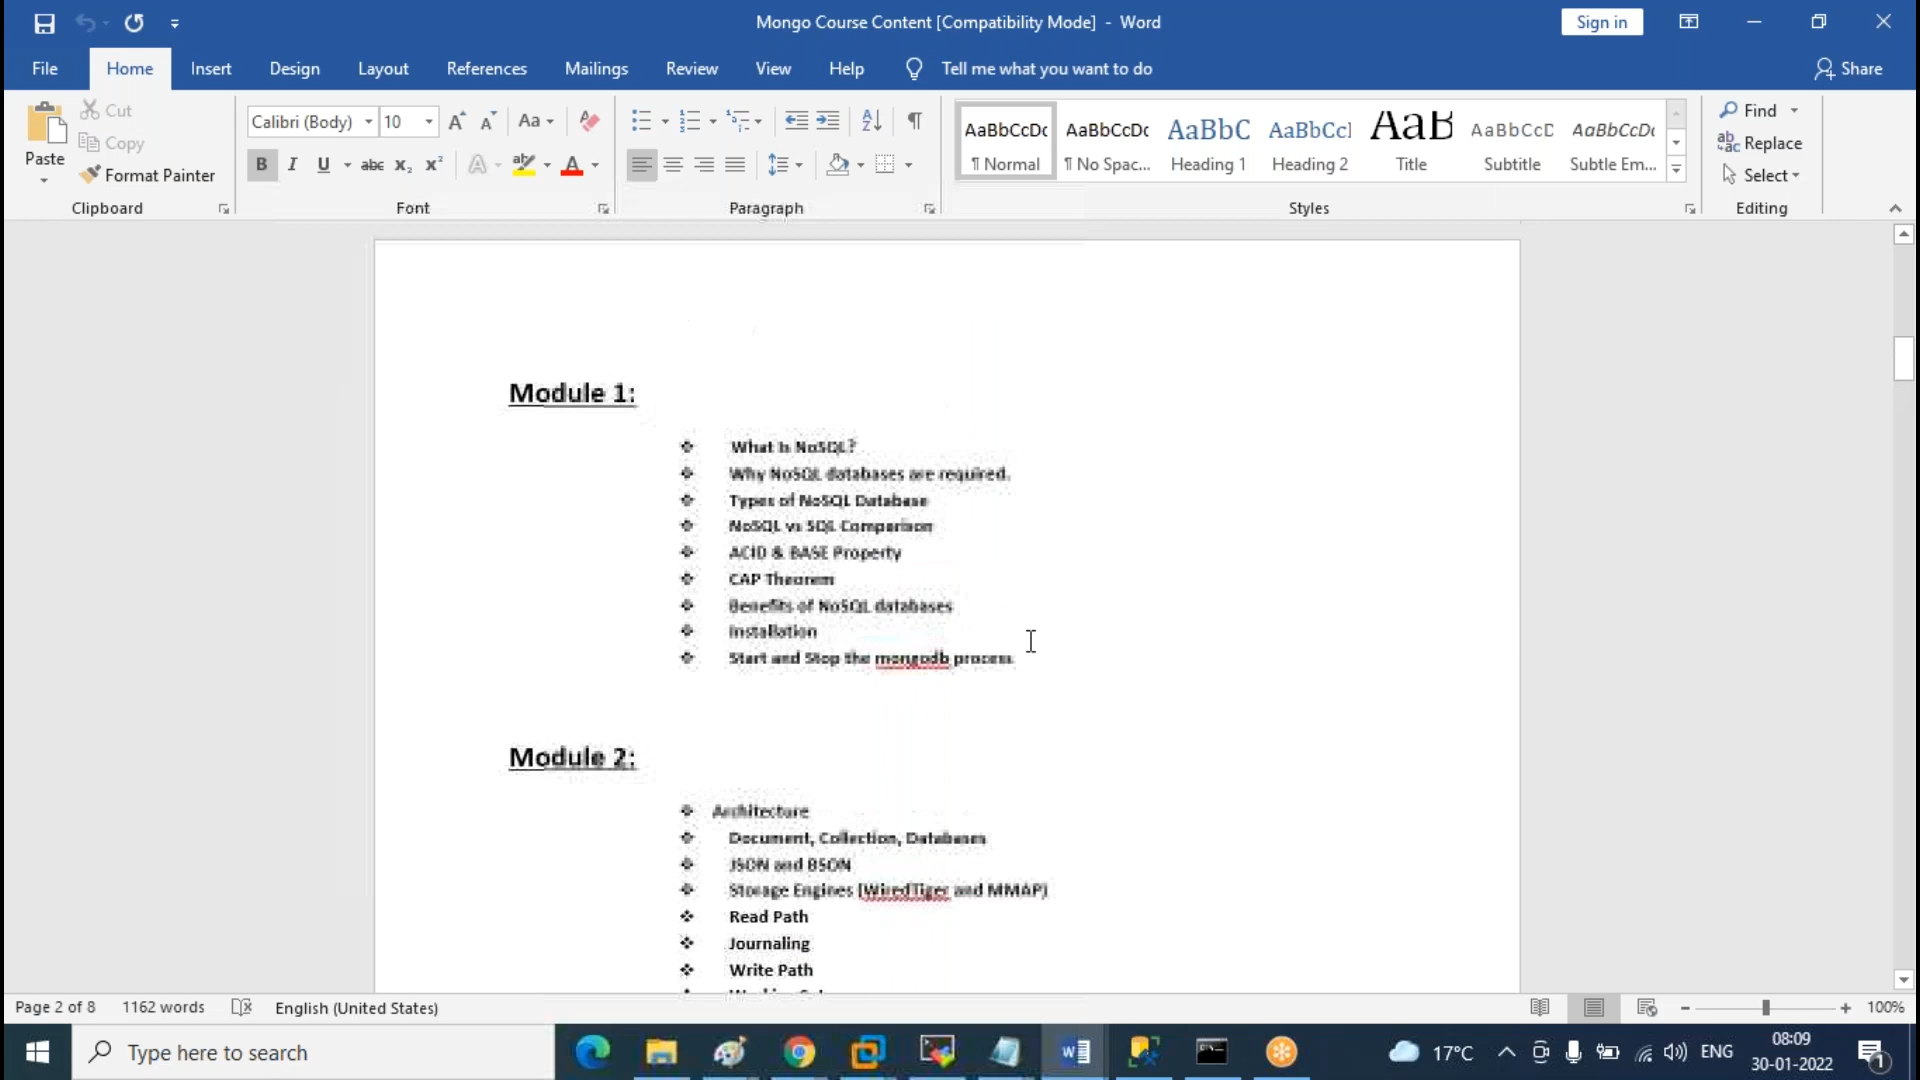 Mongo Course Content [Compatibility Mode] - Word
Sign in
File Home Insert Design Layout References Mailings Review View Help Tell me what you want to do Share
Paste
Cut
Copy
Format Painter
Clipboard
Calibri (Body) 10
Font
Paragraph
AaBbCcDc AaBbCcDc AaBbC AaBbCcl AaB AaBbCcC AaBbCcDc
¶ Normal ¶ No Spac... Heading 1 Heading 2 Title Subtitle Subtle Em...
Styles
Find
Replace
Select
Editing
Module 1:
❖ What Is NoSQL?
❖ Why NoSQL databases are required.
❖ Types of NoSQL Database
❖ NoSQL vs SQL Comparison
❖ ACID & BASE Property
❖ CAP Theorem
❖ Benefits of NoSQL databases
❖ Installation
❖ Start and Stop the mongodb process
Module 2:
❖ Architecture
❖ Document, Collection, Databases
❖ JSON and BSON
❖ Storage Engines (WiredTiger and MMAP)
❖ Read Path
❖ Journaling
❖ Write Path
Page 2 of 8 1162 words English (United States) 100%
Type here to search
17°C ENG
08:09
30-01-2022
1